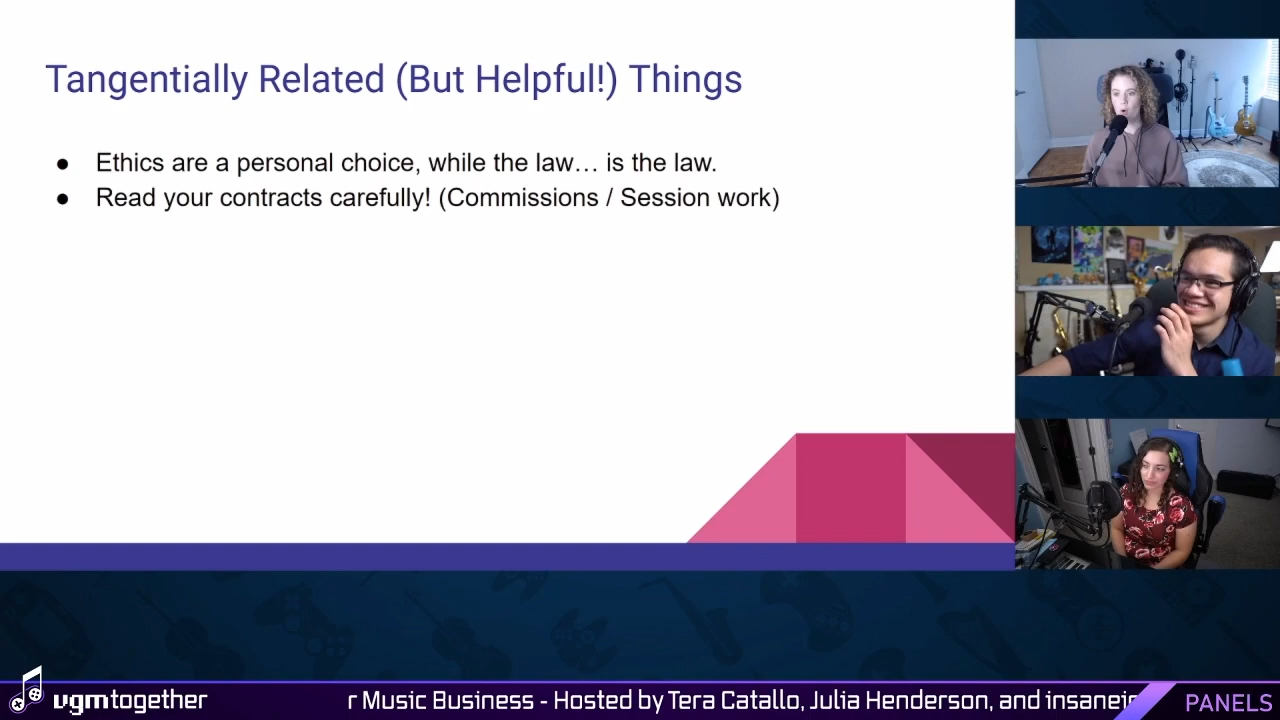 Tangentially Related (But Helpful!) Things
● Ethics are a personal choice, while the law… is the law.
● Read your contracts carefully! (Commissions / Session work)
vgmtogether
r Music Business - Hosted by Tera Catallo, Julia Henderson, and
PANELS